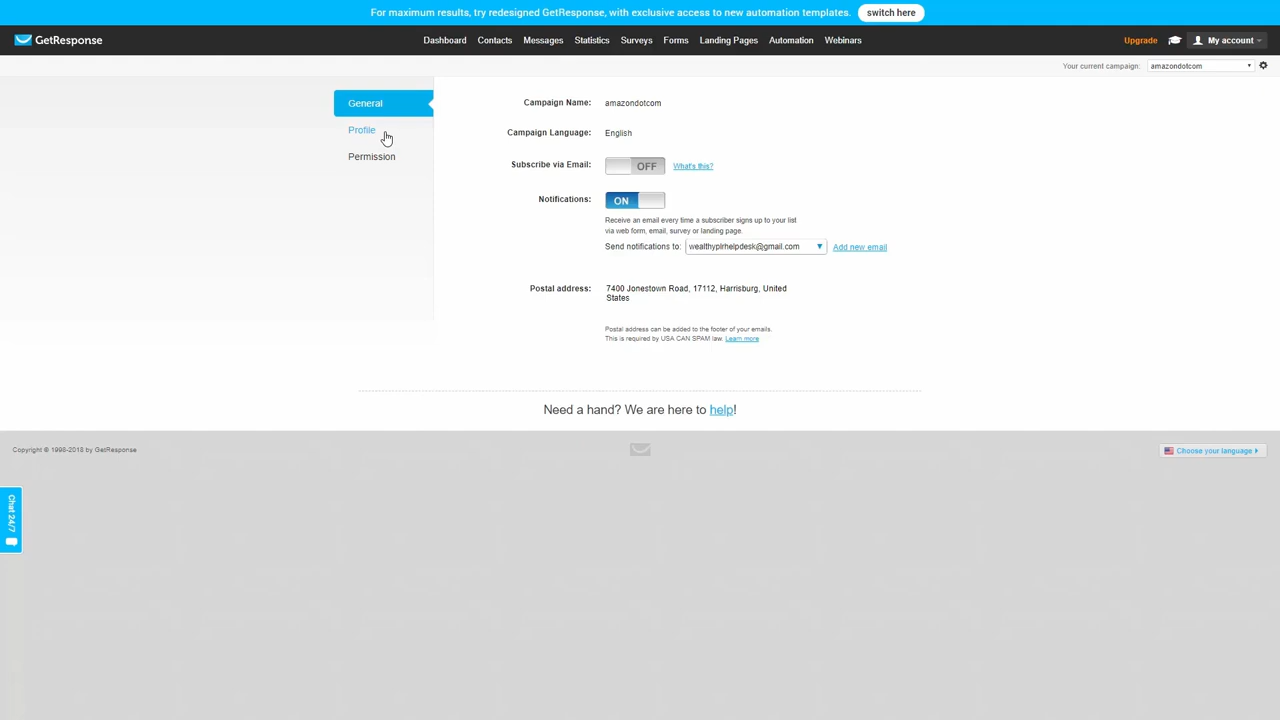 For maximum results, try redesigned GetResponse, with exclusive access to new automation templates. switch here
GetResponse Dashboard Contacts Messages Statistics Surveys Forms Landing Pages Automation Webinars Upgrade My account
Your current campaign: amazondotcom
General
Profile
Permission
Campaign Name: amazondotcom
Campaign Language: English
Subscribe via Email: OFF What's this?
Notifications: ON
Receive an email every time a subscriber signs up to your list
via web form, email, survey or landing page.
Send notifications to: wealthyplrhelpdesk@gmail.com Add new email
Postal address: 7400 Jonestown Road, 17112, Harrisburg, United
States
Postal address can be added to the footer of your emails.
This is required by USA CAN SPAM law. Learn more
Need a hand? We are here to help!
Copyright © 1998-2018 by GetResponse
Choose your language
Chat 24/7